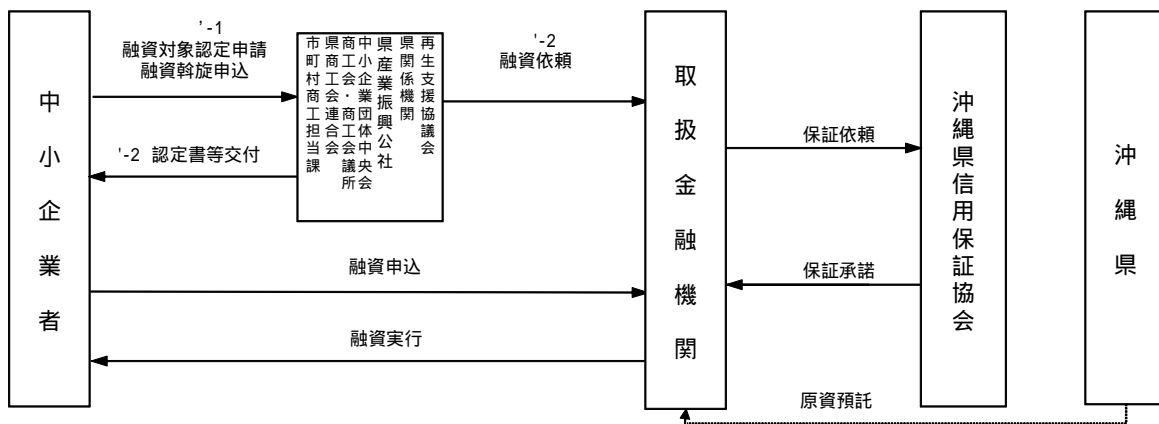 中小企業者
'-1
融資対象認定申請
融資斡旋申込
'-2 認定書等交付
再生支援協議会
県関係機関
県産業振興公社
中小企業団体中央会
商工会・商工会議所
県商工会連合会
市町村商工担当課
'-2
融資依頼
融資申込
融資実行
取扱金融機関
保証依頼
保証承諾
原資預託
沖縄県信用保証協会
沖縄県